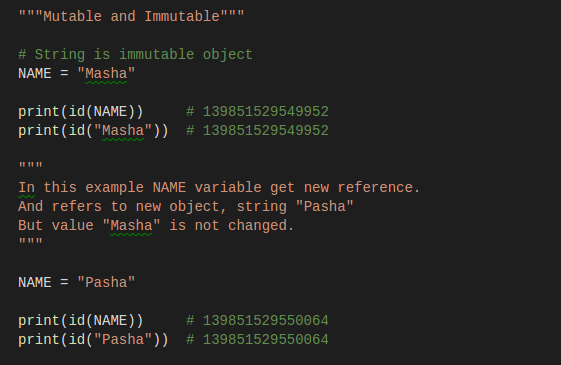 """Mutable and Immutable"""
# String is immutable object
NAME = "Masha"
print(id(NAME))     # 139851529549952
print(id("Masha"))  # 139851529549952
"""
In this example NAME variable get new reference.
And refers to new object, string "Pasha"
But value "Masha" is not changed.
"""
NAME = "Pasha"
print(id(NAME))     # 139851529550064
print(id("Pasha"))  # 139851529550064